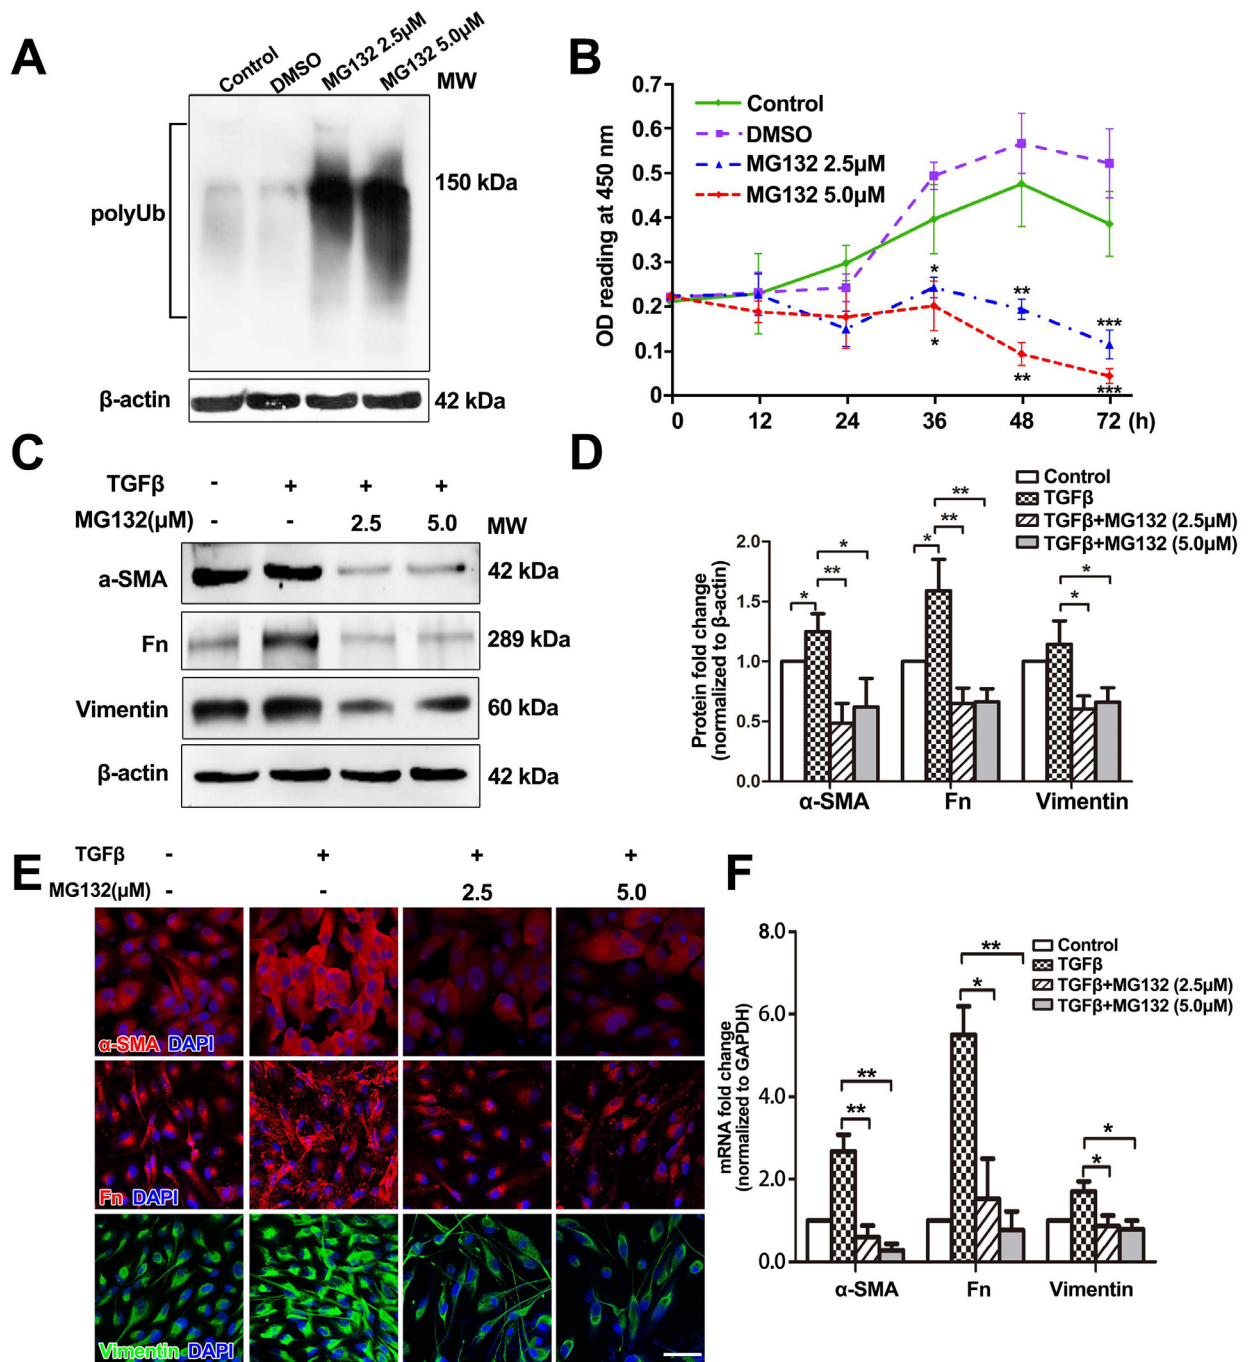 A
Control
DMSO
MG132 2.5µM
MG132 5.0µM
MW
polyUb
150 kDa
β-actin
42 kDa
B
OD reading at 450 nm
0.7
0.6
0.5
0.4
0.3
0.2
0.1
0
Control
DMSO
MG132 2.5µM
MG132 5.0µM
*
**
***
*
**
***
0 12 24 36 48 72 (h)
C
TGFβ - + + +
MG132(µM) - - 2.5 5.0 MW
a-SMA 42 kDa
Fn 289 kDa
Vimentin 60 kDa
β-actin 42 kDa
D
Control
TGFβ
TGFβ+MG132 (2.5µM)
TGFβ+MG132 (5.0µM)
Protein fold change
(normalized to β-actin)
2.0
1.5
1.0
0.5
0.0
*
**
*
*
**
**
*
*
α-SMA Fn Vimentin
E
TGFβ - + + +
MG132(µM) - - 2.5 5.0
α-SMA DAPI
Fn DAPI
Vimentin DAPI
F
Control
TGFβ
TGFβ+MG132 (2.5µM)
TGFβ+MG132 (5.0µM)
mRNA fold change
(normalized to GAPDH)
8.0
6.0
4.0
2.0
0.0
**
**
**
*
*
*
α-SMA Fn Vimentin